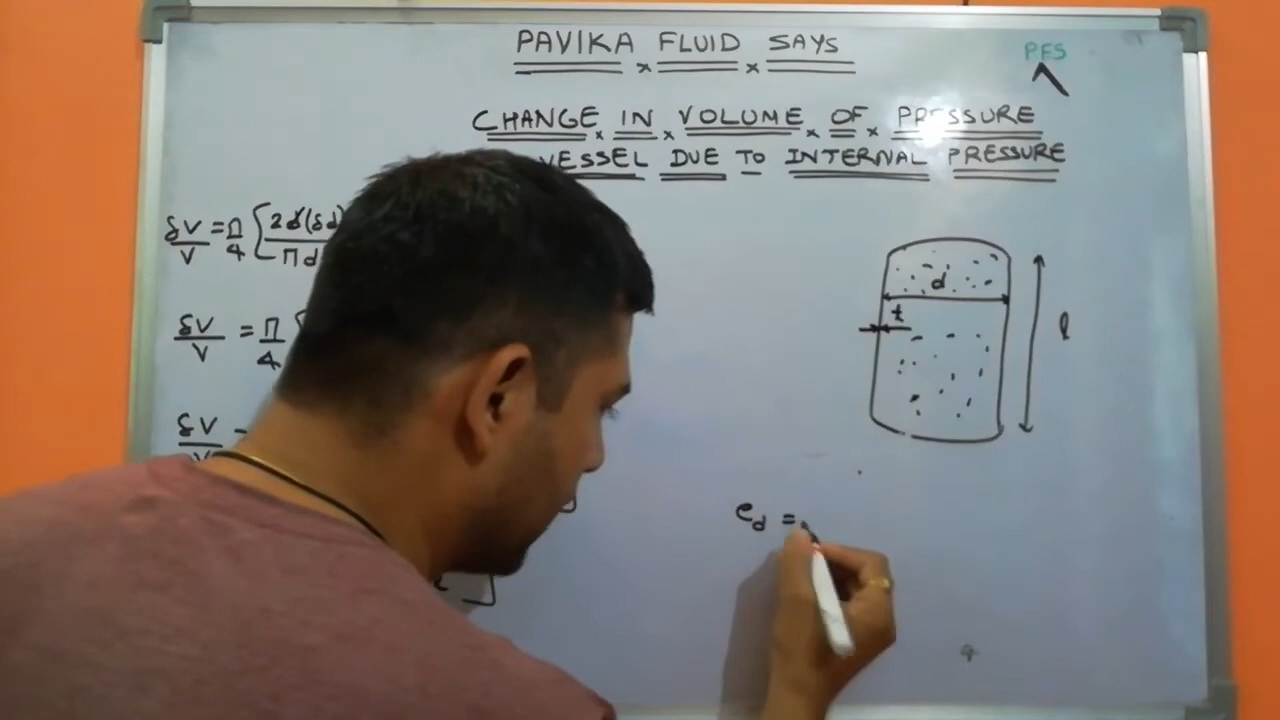 PAVIKA FLUID SAYS
PFS
CHANGE IN VOLUME OF PRESSURE
VESSEL DUE TO INTERNAL PRESSURE
δV/V = Π/4 [2d(δd)/Πd
δV/V = Π/4 [
δV/V =
d
t
l
e_d =